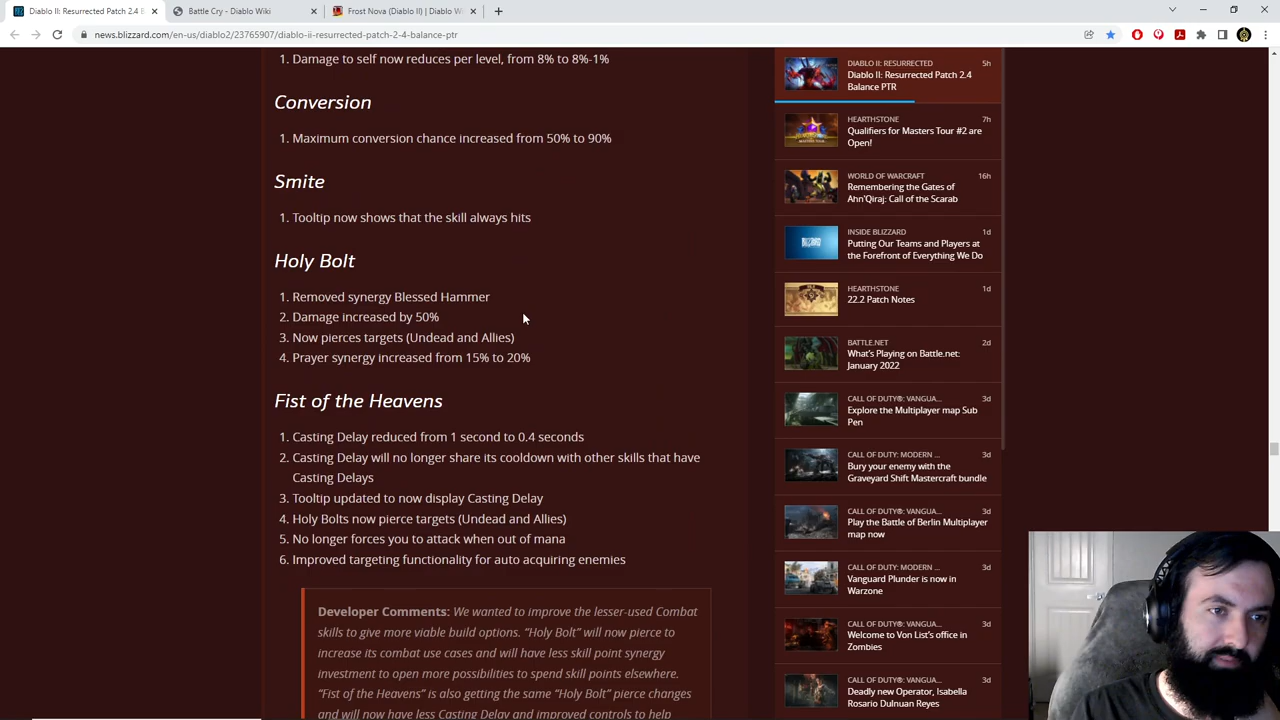 Diablo II: Resurrected Patch 2.4 B
Battle Cry - Diablo Wiki
Frost Nova (Diablo II) | Diablo W
news.blizzard.com/en-us/diablo2/23765907/diablo-ii-resurrected-patch-2-4-balance-ptr
1. Damage to self now reduces per level, from 8% to 8%-1%
Conversion
1. Maximum conversion chance increased from 50% to 90%
Smite
1. Tooltip now shows that the skill always hits
Holy Bolt
1. Removed synergy Blessed Hammer
2. Damage increased by 50%
3. Now pierces targets (Undead and Allies)
4. Prayer synergy increased from 15% to 20%
Fist of the Heavens
1. Casting Delay reduced from 1 second to 0.4 seconds
2. Casting Delay will no longer share its cooldown with other skills that have
Casting Delays
3. Tooltip updated to now display Casting Delay
4. Holy Bolts now pierce targets (Undead and Allies)
5. No longer forces you to attack when out of mana
6. Improved targeting functionality for auto acquiring enemies
Developer Comments: We wanted to improve the lesser-used Combat
skills to give more viable build options. “Holy Bolt” will now pierce to
increase its combat use cases and will have less skill point synergy
investment to open more possibilities to spend skill points elsewhere.
“Fist of the Heavens” is also getting the same “Holy Bolt” pierce changes
and will now have less Casting Delay and improved controls to help
DIABLO II: RESURRECTED 5h
Diablo II: Resurrected Patch 2.4
Balance PTR
HEARTHSTONE 7h
Qualifiers for Masters Tour #2 are
Open!
WORLD OF WARCRAFT 16h
Remembering the Gates of
Ahn'Qiraj: Call of the Scarab
INSIDE BLIZZARD 1d
Putting Our Teams and Players at
the Forefront of Everything We Do
HEARTHSTONE 1d
22.2 Patch Notes
BATTLE.NET 2d
What’s Playing on Battle.net:
January 2022
CALL OF DUTY®: VANGUA... 3d
Explore the Multiplayer map Sub
Pen
CALL OF DUTY: MODERN ... 3d
Bury your enemy with the
Graveyard Shift Mastercraft bundle
CALL OF DUTY®: VANGUA... 3d
Play the Battle of Berlin Multiplayer
map now
CALL OF DUTY: MODERN ... 3d
Vanguard Plunder is now in
Warzone
CALL OF DUTY®: VANGUA... 3d
Welcome to Von List’s office in
Zombies
CALL OF DUTY®: VANGUA... 3d
Deadly new Operator, Isabella
Rosario Dulnuan Reyes